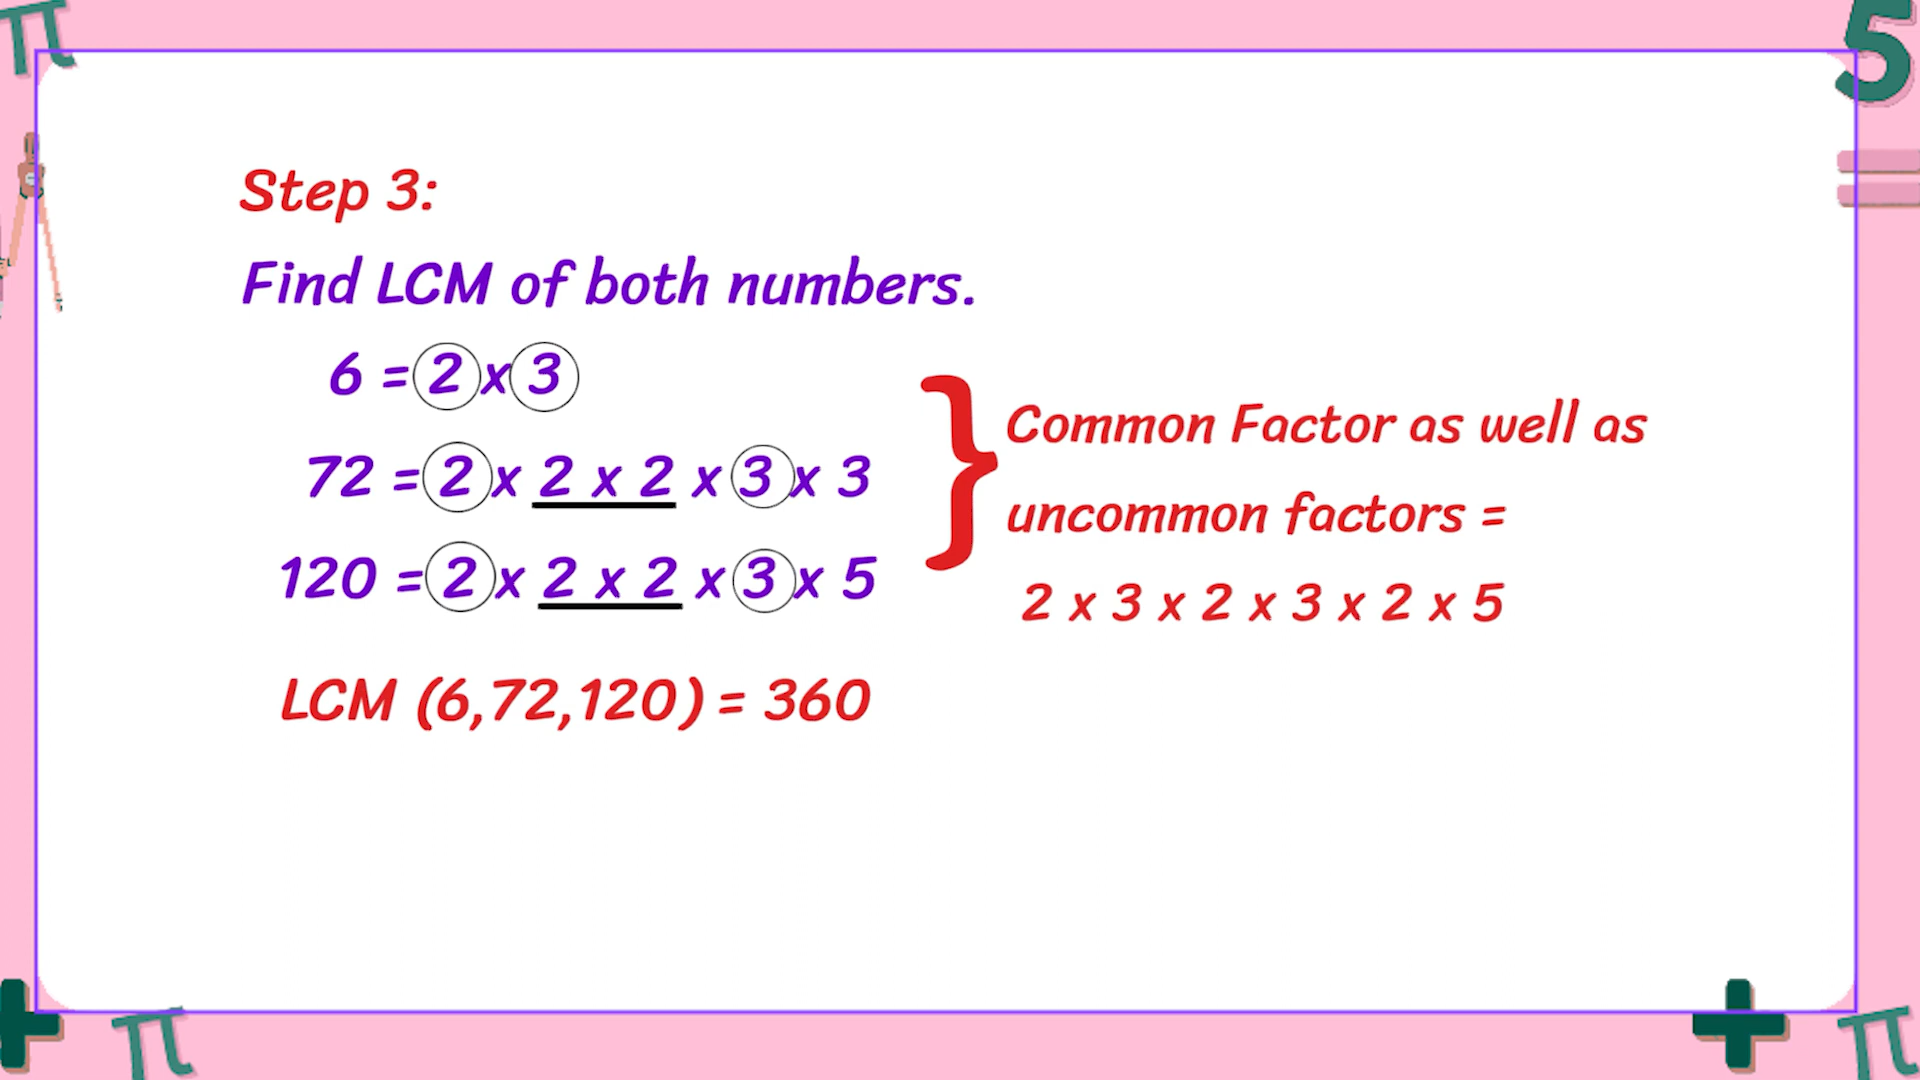 π
5
=
Step 3:
Find LCM of both numbers.
6 = 2 x 3
72 = 2 x 2 x 2 x 3 x 3
120 = 2 x 2 x 2 x 3 x 5
} Common Factor as well as
uncommon factors =
2 x 3 x 2 x 3 x 2 x 5
LCM (6,72,120) = 360
+
π
+
π